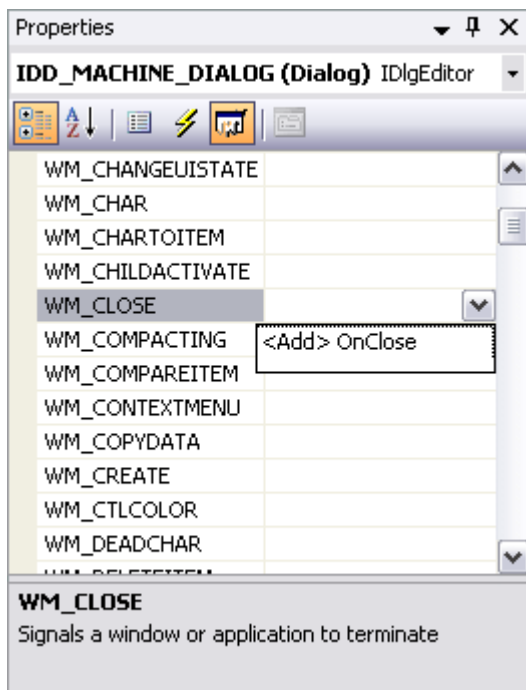 Properties
IDD_MACHINE_DIALOG (Dialog) IDlgEditor
WM_CHANGEUISTATE
WM_CHAR
WM_CHARTOITEM
WM_CHILDACTIVATE
WM_CLOSE
WM_COMPACTING
<Add> OnClose
WM_COMPAREITEM
WM_CONTEXTMENU
WM_COPYDATA
WM_CREATE
WM_CTLCOLOR
WM_DEADCHAR
WM_CLOSE
Signals a window or application to terminate